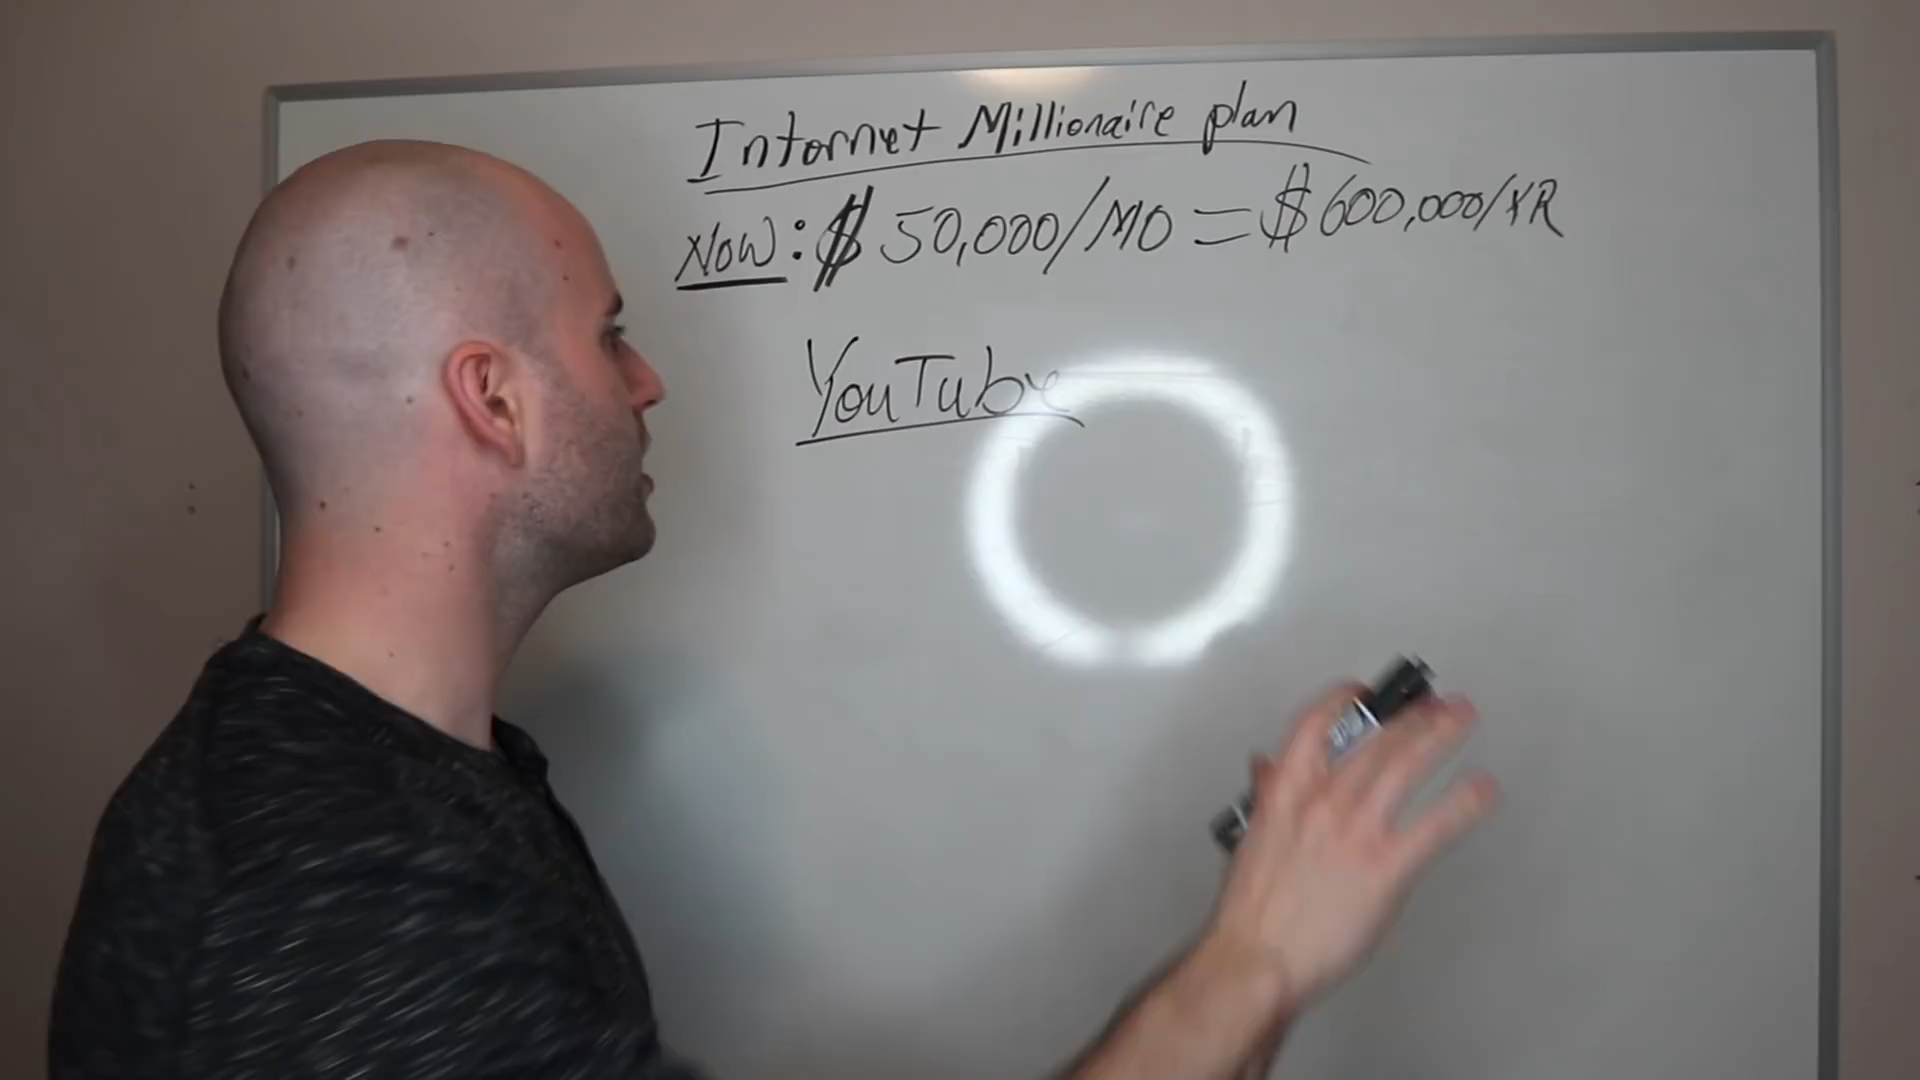 Internet Millionaire plan
NOW: $ 50,000/MO = $600,000/YR
YouTube